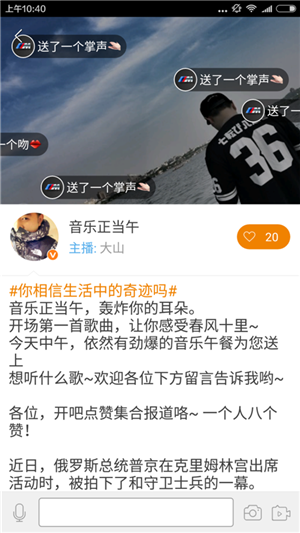 上午10:40
送了一个掌声
送了一个掌声
一个吻
送了一个掌声
36
音乐正当午
主播: 大山
20
#你相信生活中的奇迹吗#
音乐正当午，轰炸你的耳朵。
开场第一首歌曲，让你感受春风十里~
今天中午，依然有劲爆的音乐午餐为您送
上
想听什么歌~欢迎各位下方留言告诉我哟~
各位，开吧点赞集合报道咯~ 一个人八个
赞！
近日，俄罗斯总统普京在克里姆林宫出席
活动时，被拍下了和守卫士兵的一幕。